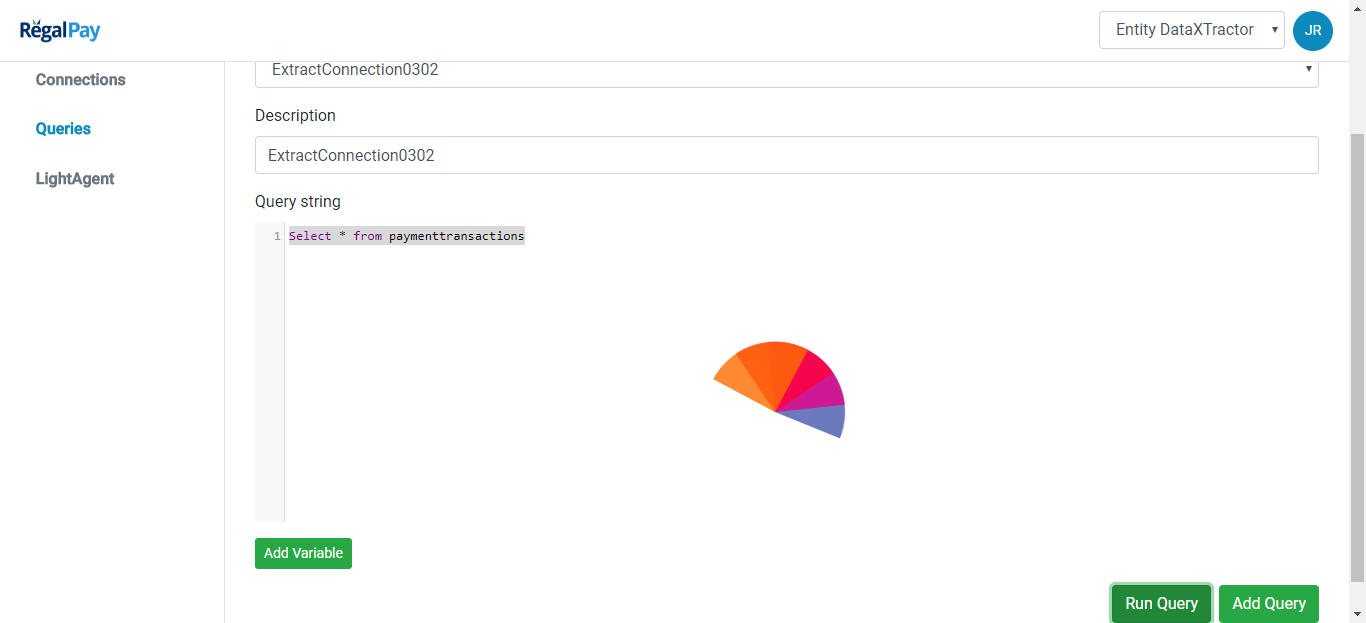 RegalPay
Entity DataXTractor
JR
Connections
Queries
LightAgent
ExtractConnection0302
Description
ExtractConnection0302
Query string
1 Select * from paymenttransactions
Add Variable
Run Query
Add Query